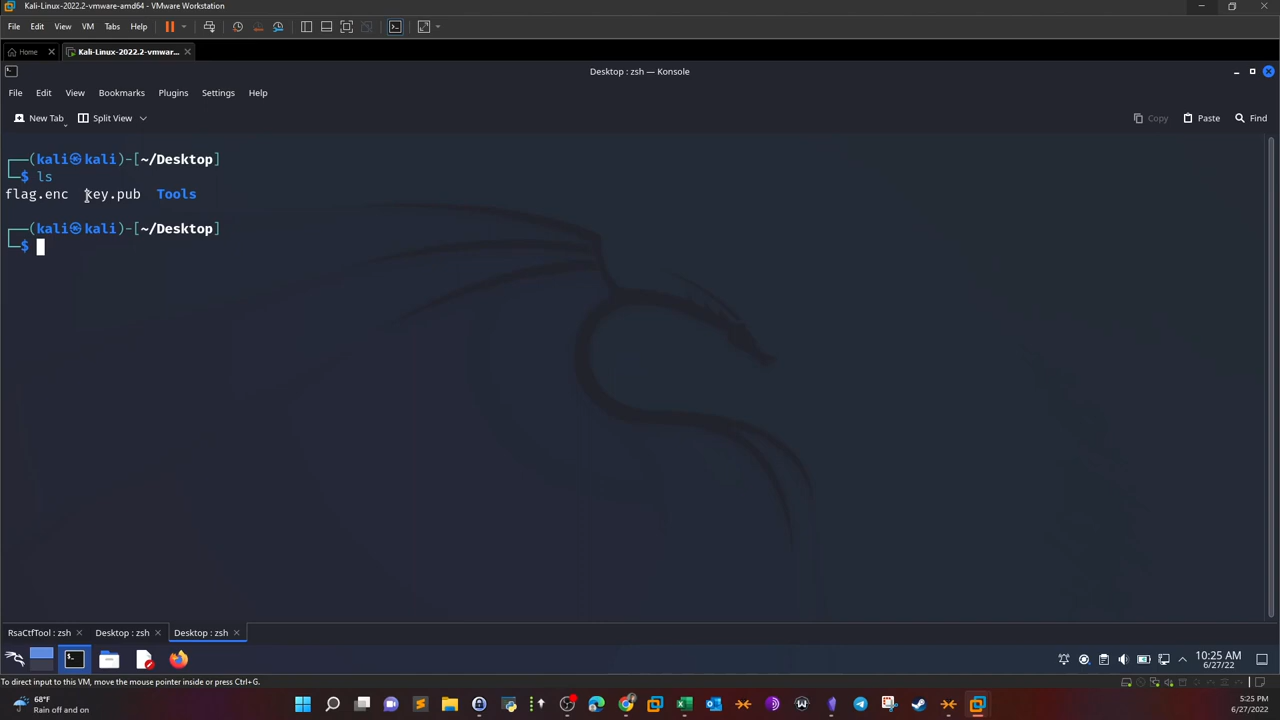 Kali-Linux-2022.2-vmware-amd64 - VMware Workstation
File Edit View VM Tabs Help
Home Kali-Linux-2022.2-vmwar...
Desktop : zsh — Konsole
File Edit View Bookmarks Plugins Settings Help
New Tab Split View Copy Paste Find
┌──(kali㉿kali)-[~/Desktop]
└─$ ls
flag.enc key.pub Tools
┌──(kali㉿kali)-[~/Desktop]
└─$
RsaCtfTool : zsh Desktop : zsh Desktop : zsh
10:25 AM
6/27/22
To direct input to this VM, move the mouse pointer inside or press Ctrl+G.
68°F
Rain off and on
5:25 PM
6/27/2022